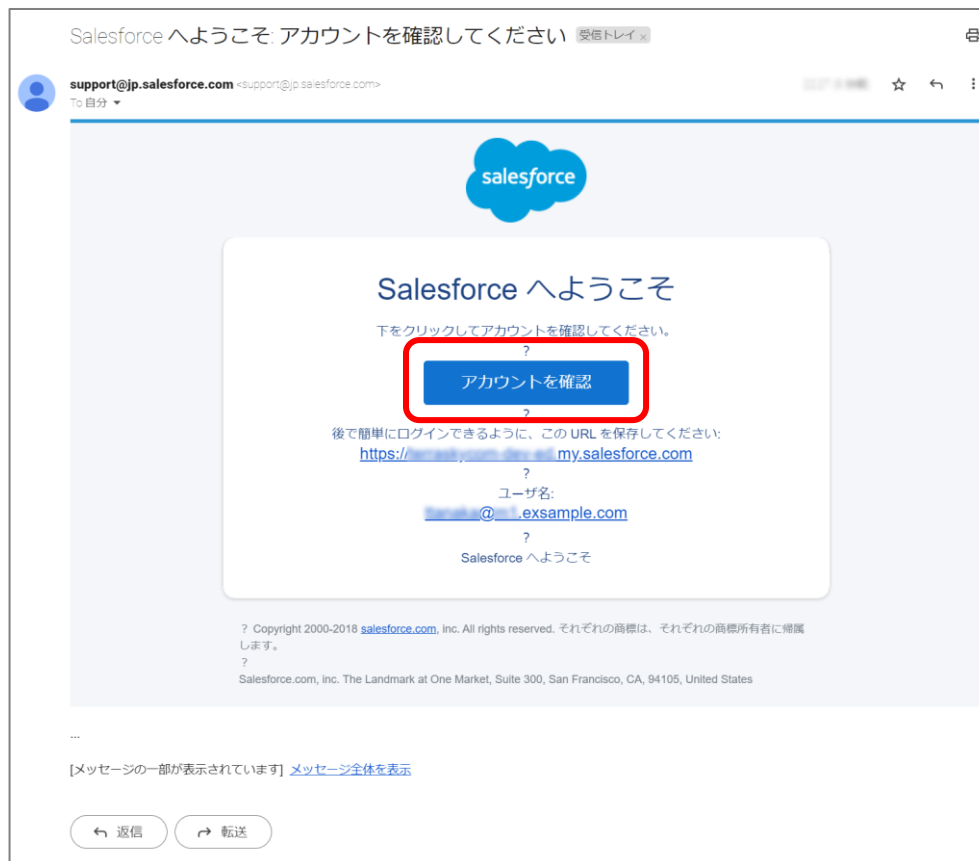 Salesforce へようこそ: アカウントを確認してください 受信トレイ ×
support@jp.salesforce.com <support@jp.salesforce.com>
To 自分
salesforce
Salesforce へようこそ
下をクリックしてアカウントを確認してください。
?
アカウントを確認
?
後で簡単にログインできるように、この URL を保存してください:
https:// .my.salesforce.com
?
ユーザ名:
@ .exsample.com
?
Salesforce へようこそ
? Copyright 2000-2018 salesforce.com, inc. All rights reserved. それぞれの商標は、それぞれの商標所有者に帰属
します。
?
Salesforce.com, inc. The Landmark at One Market, Suite 300, San Francisco, CA, 94105, United States
...
[メッセージの一部が表示されています] メッセージ全体を表示
返信 転送